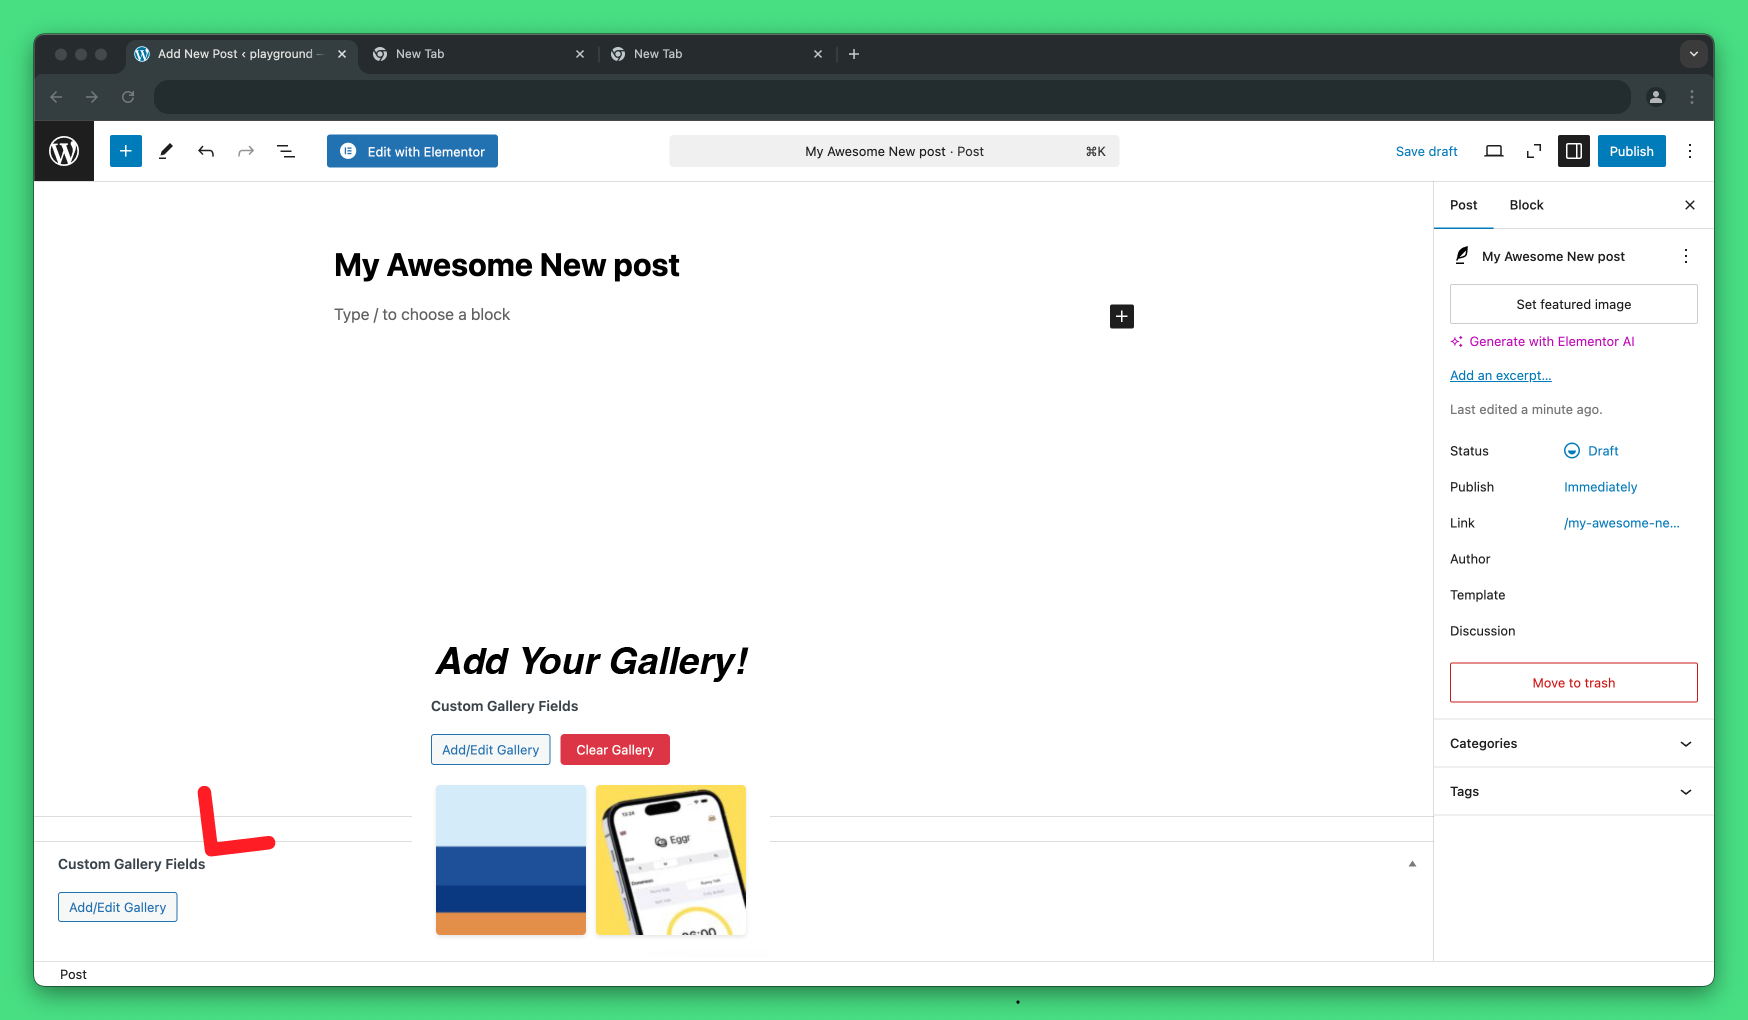 Add New Post ‹ playground –
New Tab
New Tab
Edit with Elementor
My Awesome New post · Post
⌘K
Save draft
Publish
Post
Block
My Awesome New post
Set featured image
Generate with Elementor AI
Add an excerpt...
Last edited a minute ago.
Status
Draft
Publish
Immediately
Link
/my-awesome-ne...
Author
Template
Discussion
Move to trash
Categories
Tags
My Awesome New post
Type / to choose a block
Add Your Gallery!
Custom Gallery Fields
Add/Edit Gallery
Clear Gallery
Eggr
Custom Gallery Fields
Add/Edit Gallery
Post